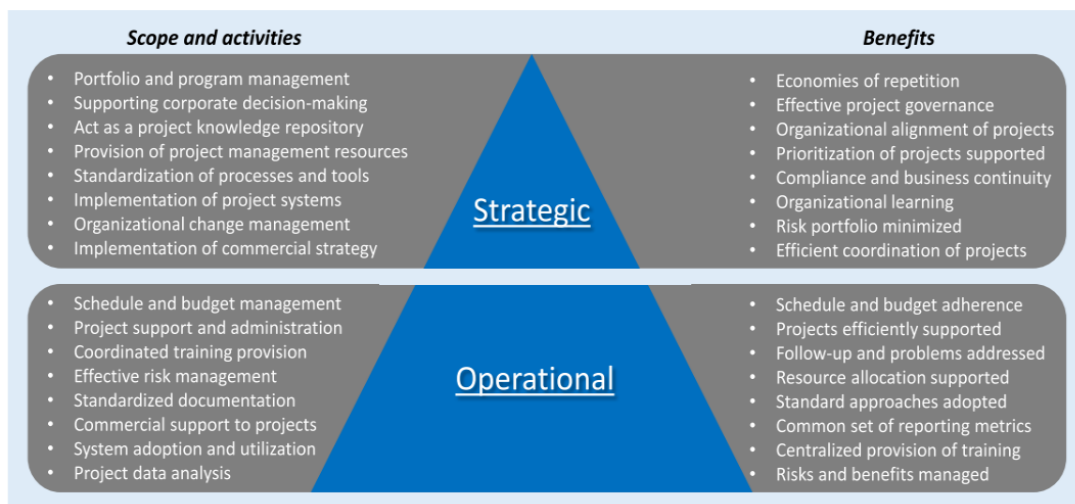 Scope and activities
Benefits
• Portfolio and program management
• Supporting corporate decision-making
• Act as a project knowledge repository
• Provision of project management resources
• Standardization of processes and tools
• Implementation of project systems
• Organizational change management
• Implementation of commercial strategy
Strategic
• Economies of repetition
• Effective project governance
• Organizational alignment of projects
• Prioritization of projects supported
• Compliance and business continuity
• Organizational learning
• Risk portfolio minimized
• Efficient coordination of projects
• Schedule and budget management
• Project support and administration
• Coordinated training provision
• Effective risk management
• Standardized documentation
• Commercial support to projects
• System adoption and utilization
• Project data analysis
Operational
• Schedule and budget adherence
• Projects efficiently supported
• Follow-up and problems addressed
• Resource allocation supported
• Standard approaches adopted
• Common set of reporting metrics
• Centralized provision of training
• Risks and benefits managed